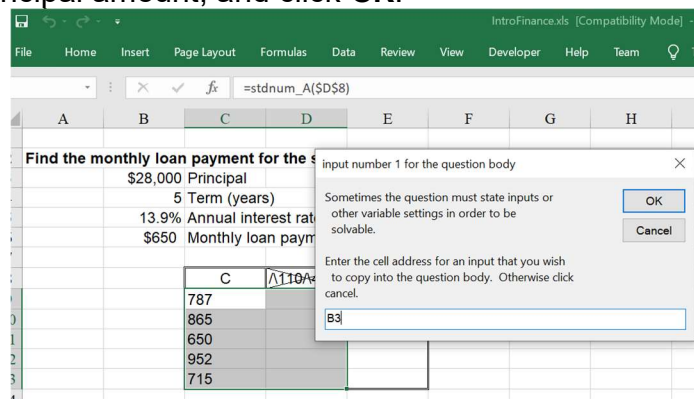 principal amount, and click OK.
IntroFinance.xls [Compatibility Mode] -
File Home Insert Page Layout Formulas Data Review View Developer Help Team
fx =stdnum_A($D$8)
A B C D E F G H
Find the monthly loan payment for the s
$28,000 Principal
5 Term (years)
13.9% Annual interest rat
$650 Monthly loan paym
C
787
865
650
952
715
input number 1 for the question body
Sometimes the question must state inputs or
other variable settings in order to be
solvable.
OK
Cancel
Enter the cell address for an input that you wish
to copy into the question body. Otherwise click
cancel.
B3